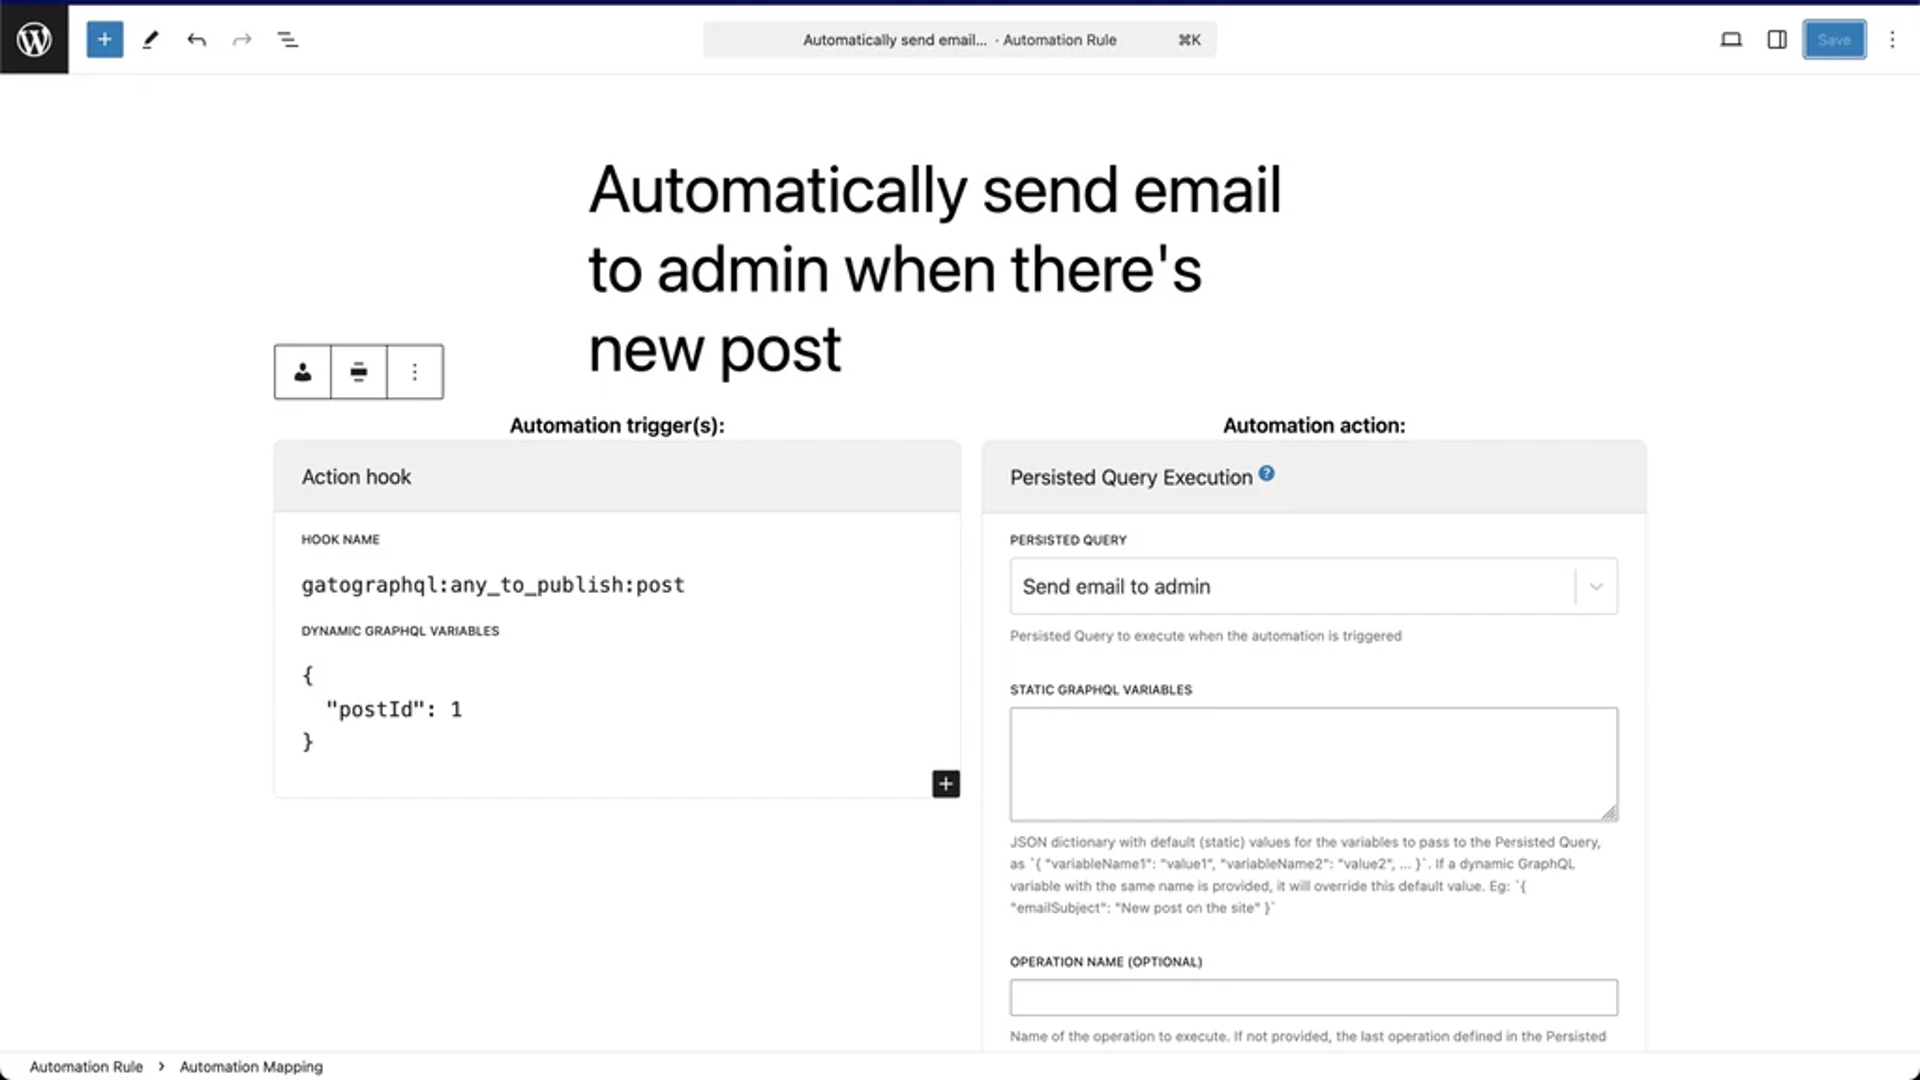 Automatically send email... · Automation Rule ⌘K
Save
Automatically send email
to admin when there's
new post
Automation trigger(s):
Action hook
HOOK NAME
gatographql:any_to_publish:post
DYNAMIC GRAPHQL VARIABLES
{
"postId": 1
}
Automation action:
Persisted Query Execution ?
PERSISTED QUERY
Send email to admin
Persisted Query to execute when the automation is triggered
STATIC GRAPHQL VARIABLES
JSON dictionary with default (static) values for the variables to pass to the Persisted Query,
as `{ "variableName1": "value1", "variableName2": "value2", ... }`. If a dynamic GraphQL
variable with the same name is provided, it will override this default value. Eg: `{
"emailSubject": "New post on the site" }`
OPERATION NAME (OPTIONAL)
Name of the operation to execute. If not provided, the last operation defined in the Persisted
Automation Rule › Automation Mapping